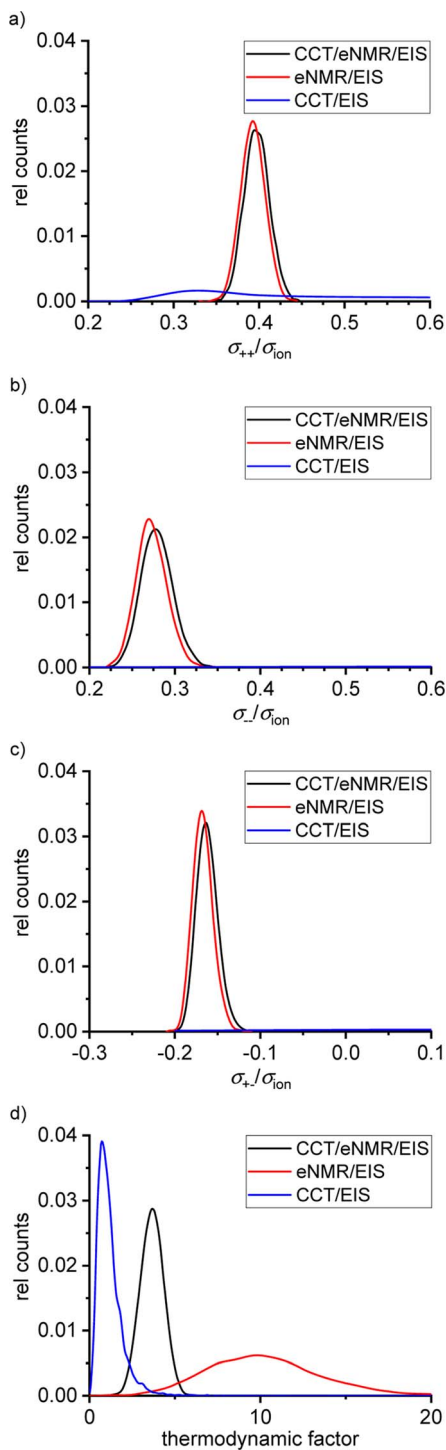 a)
CCT/eNMR/EIS
eNMR/EIS
CCT/EIS
rel counts
0.04
0.03
0.02
0.01
0.00
0.2 0.3 0.4 0.5 0.6
σ++/σion
b)
CCT/eNMR/EIS
eNMR/EIS
CCT/EIS
rel counts
0.04
0.03
0.02
0.01
0.00
0.2 0.3 0.4 0.5 0.6
σ--/σion
c)
CCT/eNMR/EIS
eNMR/EIS
CCT/EIS
rel counts
0.04
0.03
0.02
0.01
0.00
-0.3 -0.2 -0.1 0.0 0.1
σ+-/σion
d)
CCT/eNMR/EIS
eNMR/EIS
CCT/EIS
rel counts
0.04
0.03
0.02
0.01
0.00
0 10 20
thermodynamic factor